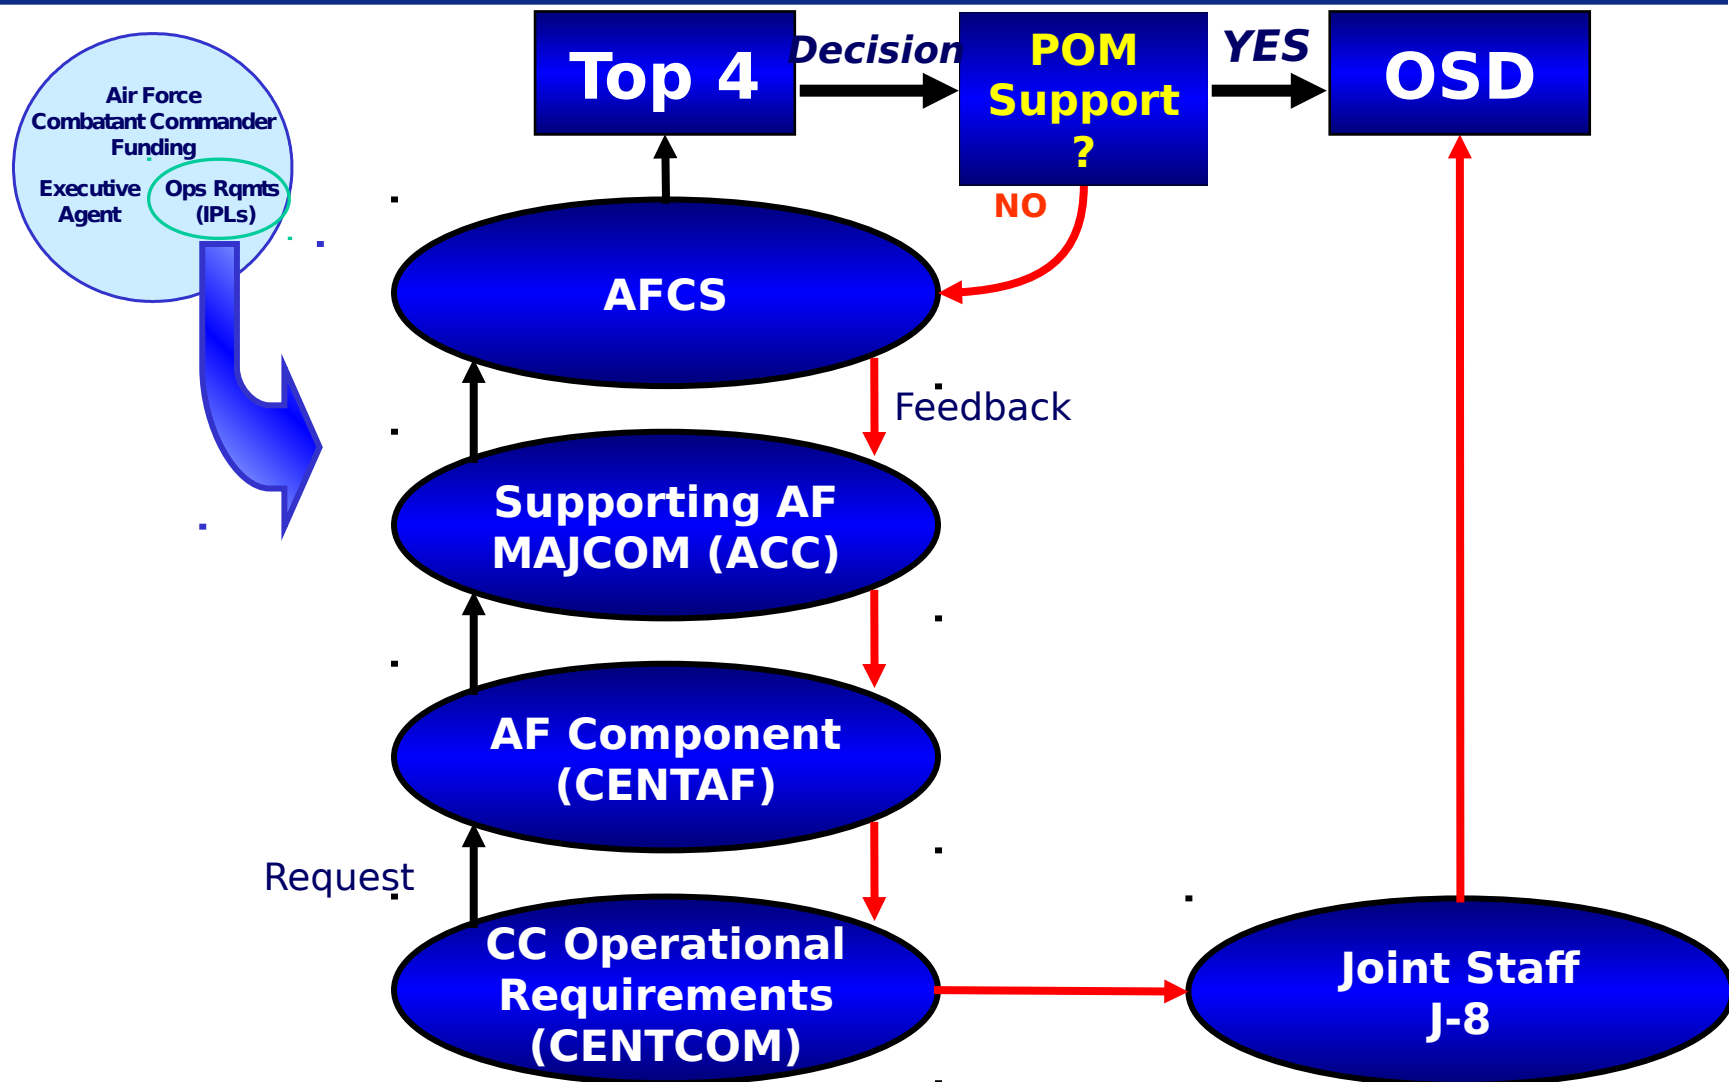 Top 4
Decision
POM
Support
?
YES
OSD
Air Force
Combatant Commander
Funding
Executive
Agent
Ops Rqmts
(IPLs)
NO
AFCS
Feedback
Supporting AF
MAJCOM (ACC)
AF Component
(CENTAF)
Request
CC Operational
Requirements
(CENTCOM)
Joint Staff
J-8